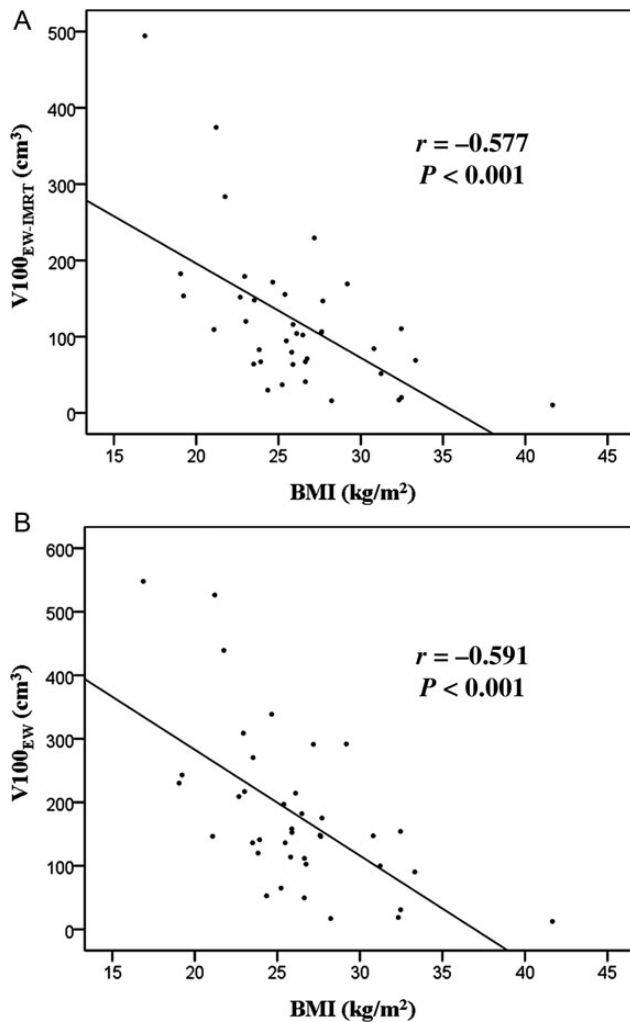 A
500
400
300
200
100
0
V100EW-IMRT (cm³)
r = –0.577
P < 0.001
15 20 25 30 35 40 45
BMI (kg/m²)
B
600
500
400
300
200
100
0
V100EW (cm³)
r = –0.591
P < 0.001
15 20 25 30 35 40 45
BMI (kg/m²)